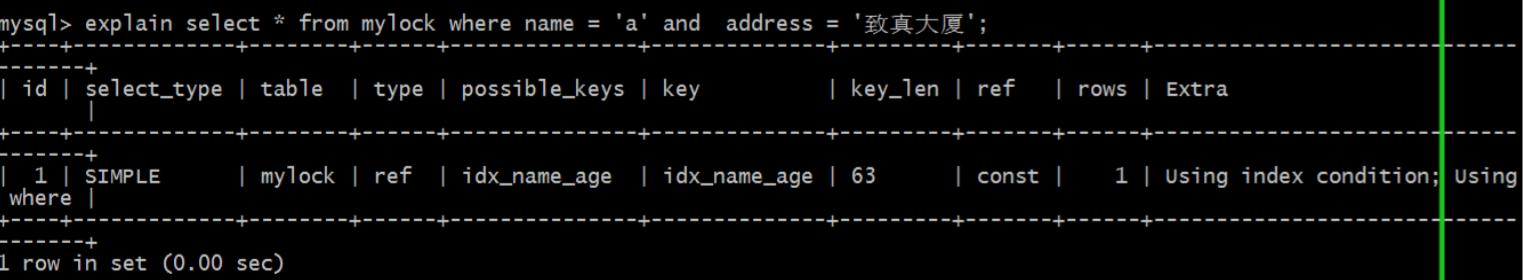 mysql> explain select * from mylock where name = 'a' and  address = '致真大厦';
+----+-------------+--------+------+---------------+--------------+---------+-------+------+------------------------------
-------+
| id | select_type | table  | type | possible_keys | key          | key_len | ref   | rows | Extra
       |
+----+-------------+--------+------+---------------+--------------+---------+-------+------+------------------------------
-------+
|  1 | SIMPLE      | mylock | ref  | idx_name_age  | idx_name_age | 63      | const |    1 | Using index condition; Using
 where |
+----+-------------+--------+------+---------------+--------------+---------+-------+------+------------------------------
-------+
1 row in set (0.00 sec)